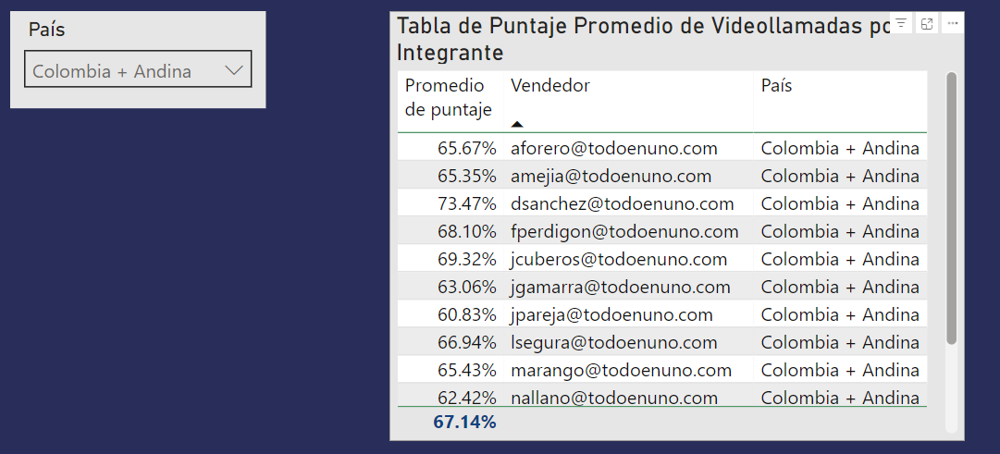 País
Colombia + Andina
Tabla de Puntaje Promedio de Videollamadas
Integrante
Promedio de puntaje Vendedor País
65.67% aforero@todoenuno.com Colombia + Andina
65.35% amejia@todoenuno.com Colombia + Andina
73.47% dsanchez@todoenuno.com Colombia + Andina
68.10% fperdigon@todoenuno.com Colombia + Andina
69.32% jcuberos@todoenuno.com Colombia + Andina
63.06% jgamarra@todoenuno.com Colombia + Andina
60.83% jpareja@todoenuno.com Colombia + Andina
66.94% lsegura@todoenuno.com Colombia + Andina
65.43% marango@todoenuno.com Colombia + Andina
62.42% nallano@todoenuno.com Colombia + Andina
67.14%